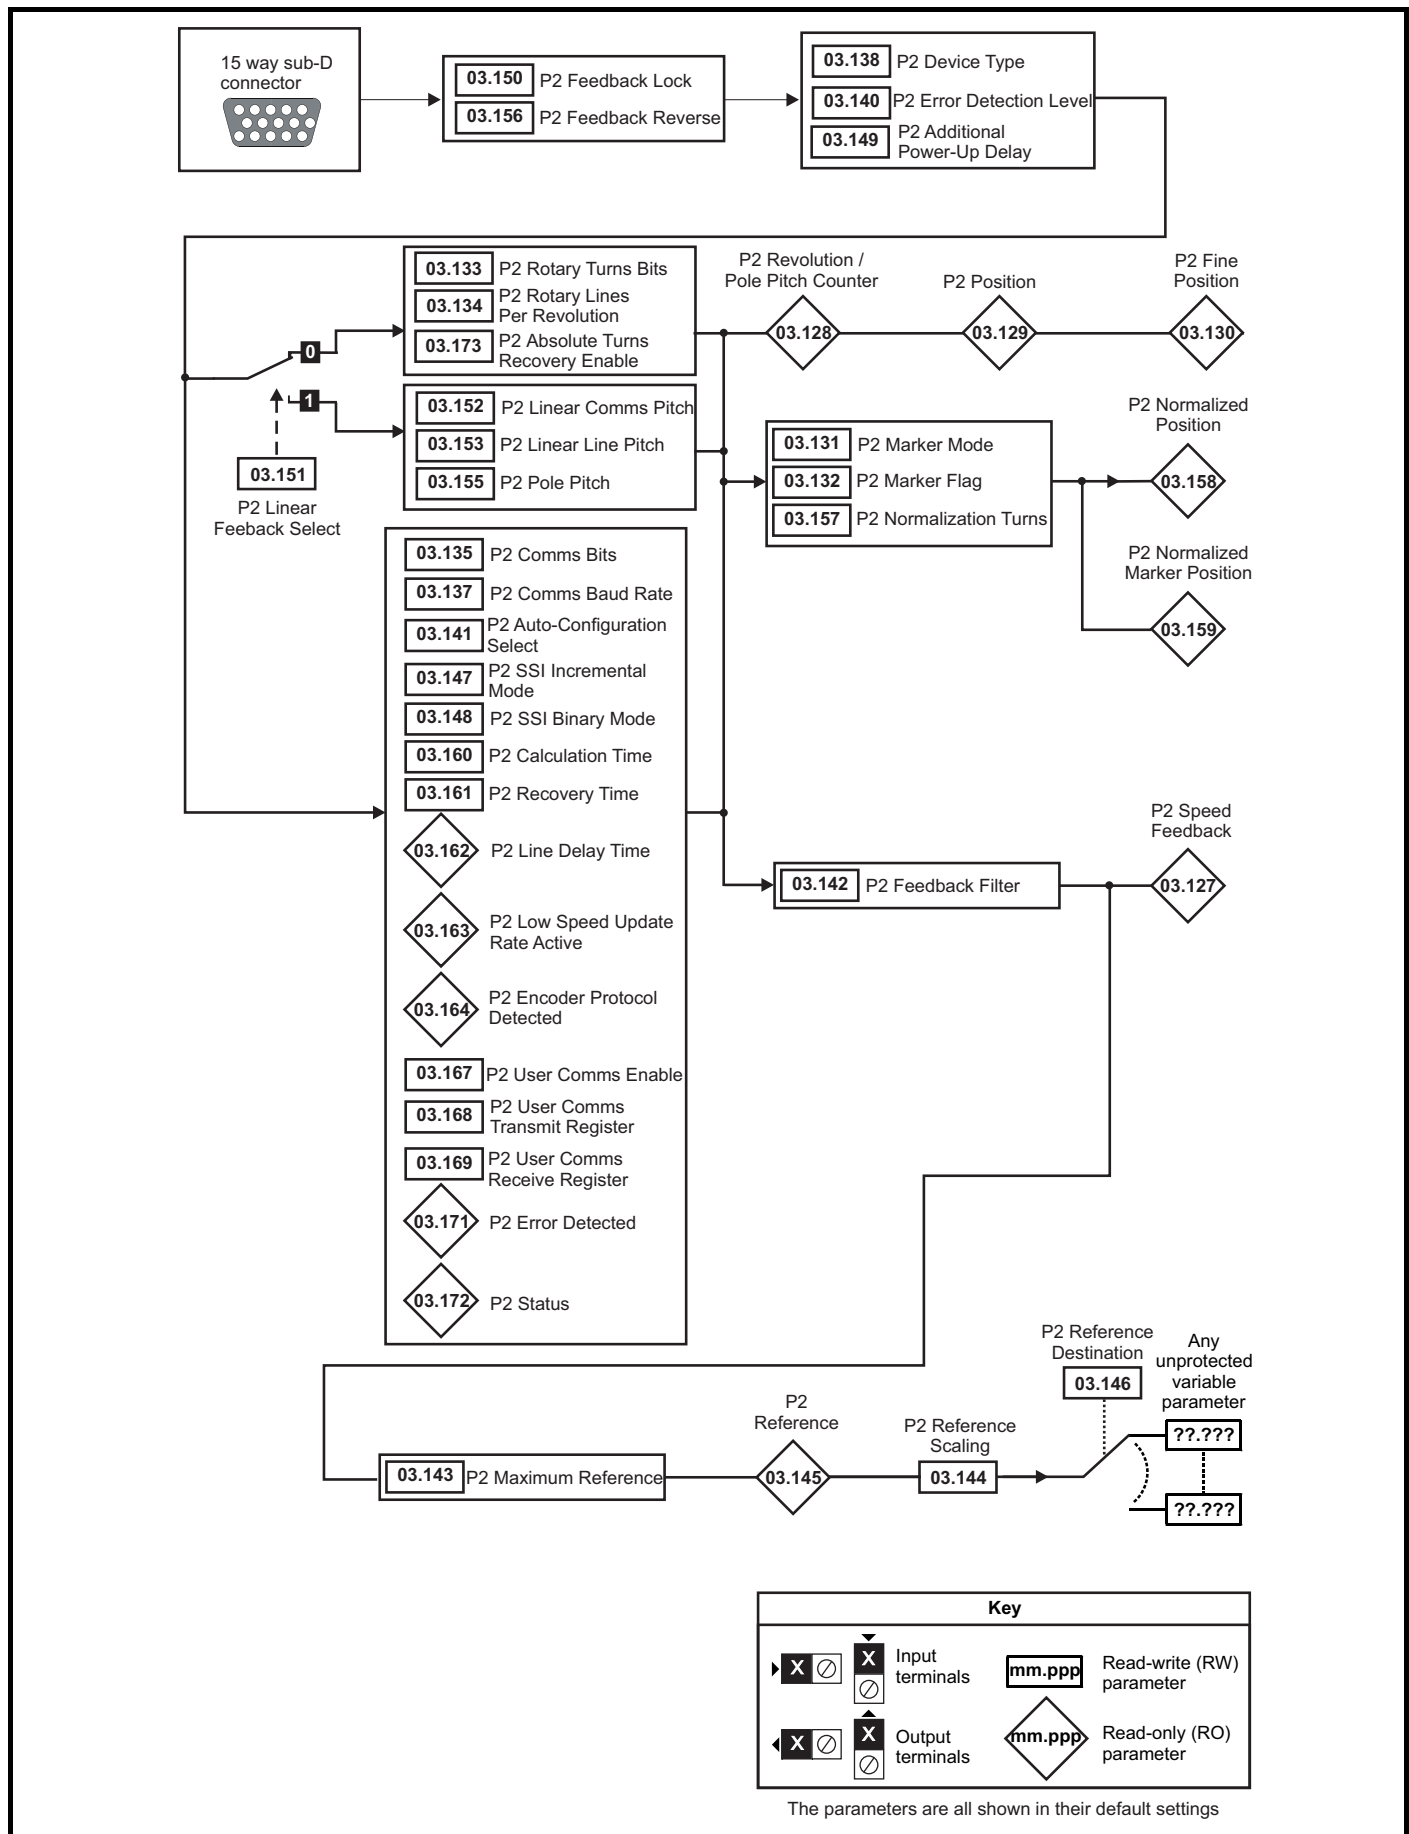 15 way sub-D
connector
03.150 P2 Feedback Lock
03.156 P2 Feedback Reverse
03.138 P2 Device Type
03.140 P2 Error Detection Level
03.149 P2 Additional
Power-Up Delay
03.133 P2 Rotary Turns Bits
03.134 P2 Rotary Lines
Per Revolution
03.173 P2 Absolute Turns
Recovery Enable
0
1
03.151
P2 Linear
Feeback Select
03.152 P2 Linear Comms Pitch
03.153 P2 Linear Line Pitch
03.155 P2 Pole Pitch
P2 Revolution /
Pole Pitch Counter
03.128
P2 Position
03.129
P2 Fine
Position
03.130
03.131 P2 Marker Mode
03.132 P2 Marker Flag
03.157 P2 Normalization Turns
P2 Normalized
Position
03.158
P2 Normalized
Marker Position
03.159
03.135 P2 Comms Bits
03.137 P2 Comms Baud Rate
03.141 P2 Auto-Configuration
Select
03.147 P2 SSI Incremental
Mode
03.148 P2 SSI Binary Mode
03.160 P2 Calculation Time
03.161 P2 Recovery Time
03.162 P2 Line Delay Time
03.163 P2 Low Speed Update
Rate Active
03.164 P2 Encoder Protocol
Detected
03.167 P2 User Comms Enable
03.168 P2 User Comms
Transmit Register
03.169 P2 User Comms
Receive Register
03.171 P2 Error Detected
03.172 P2 Status
03.142 P2 Feedback Filter
P2 Speed
Feedback
03.127
03.143 P2 Maximum Reference
P2
Reference
03.145
P2 Reference
Scaling
03.144
P2 Reference
Destination
03.146
Any
unprotected
variable
parameter
??.???
??.???
Key
X X Input
terminals
mm.ppp Read-write (RW)
parameter
X X Output
terminals
mm.ppp Read-only (RO)
parameter
The parameters are all shown in their default settings